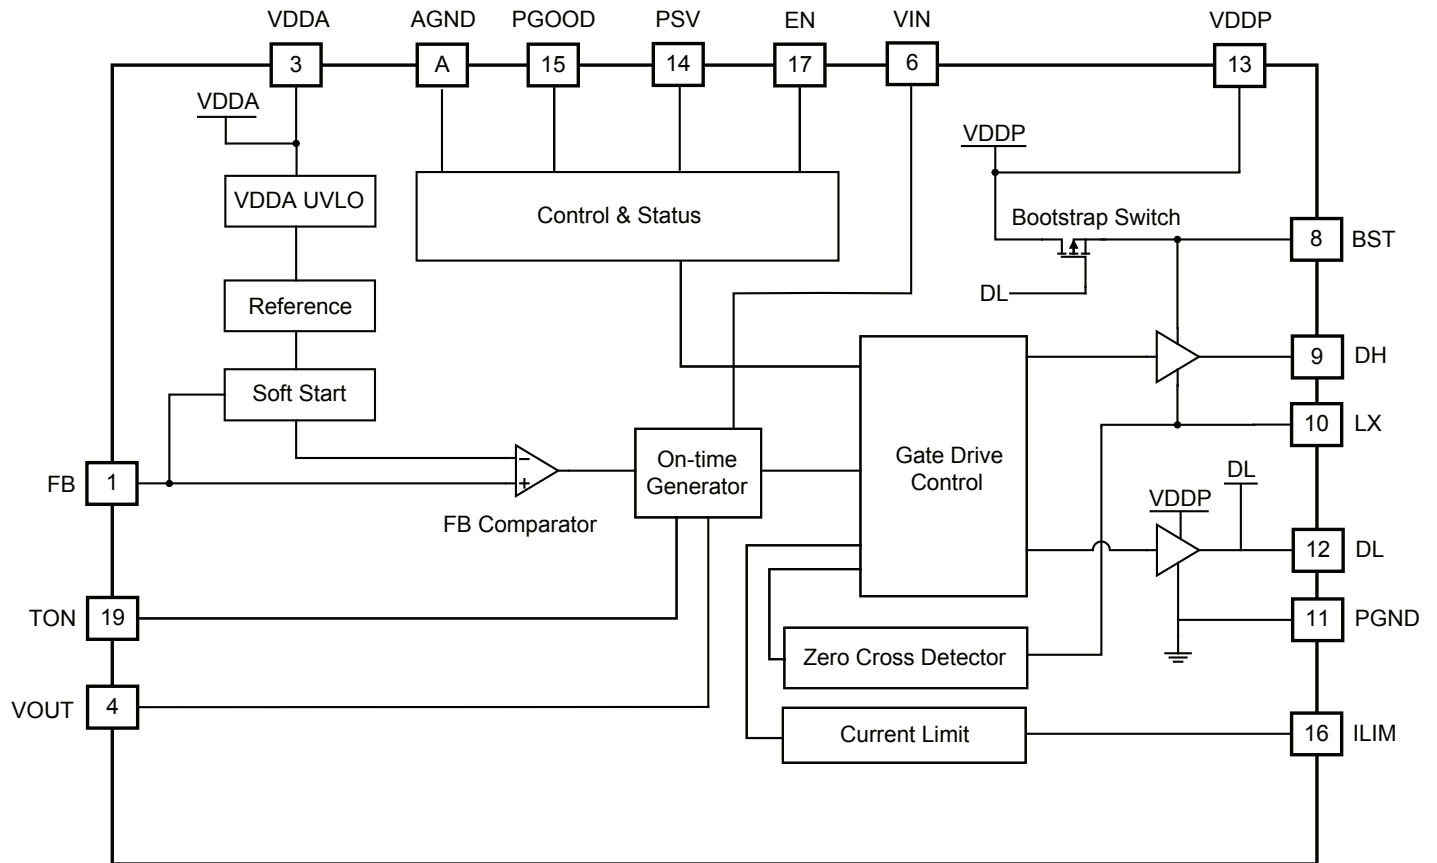 VDDA AGND PGOOD PSV EN VIN VDDP
3 A 15 14 17 6 13
VDDA
VDDP
VDDA UVLO
Control & Status
Bootstrap Switch
8 BST
DL
Reference
9 DH
Soft Start
10 LX
Gate Drive
Control
On-time
Generator
−
+
FB 1
FB Comparator
DL
VDDP
12 DL
TON 19
11 PGND
Zero Cross Detector
VOUT 4
Current Limit
16 ILIM